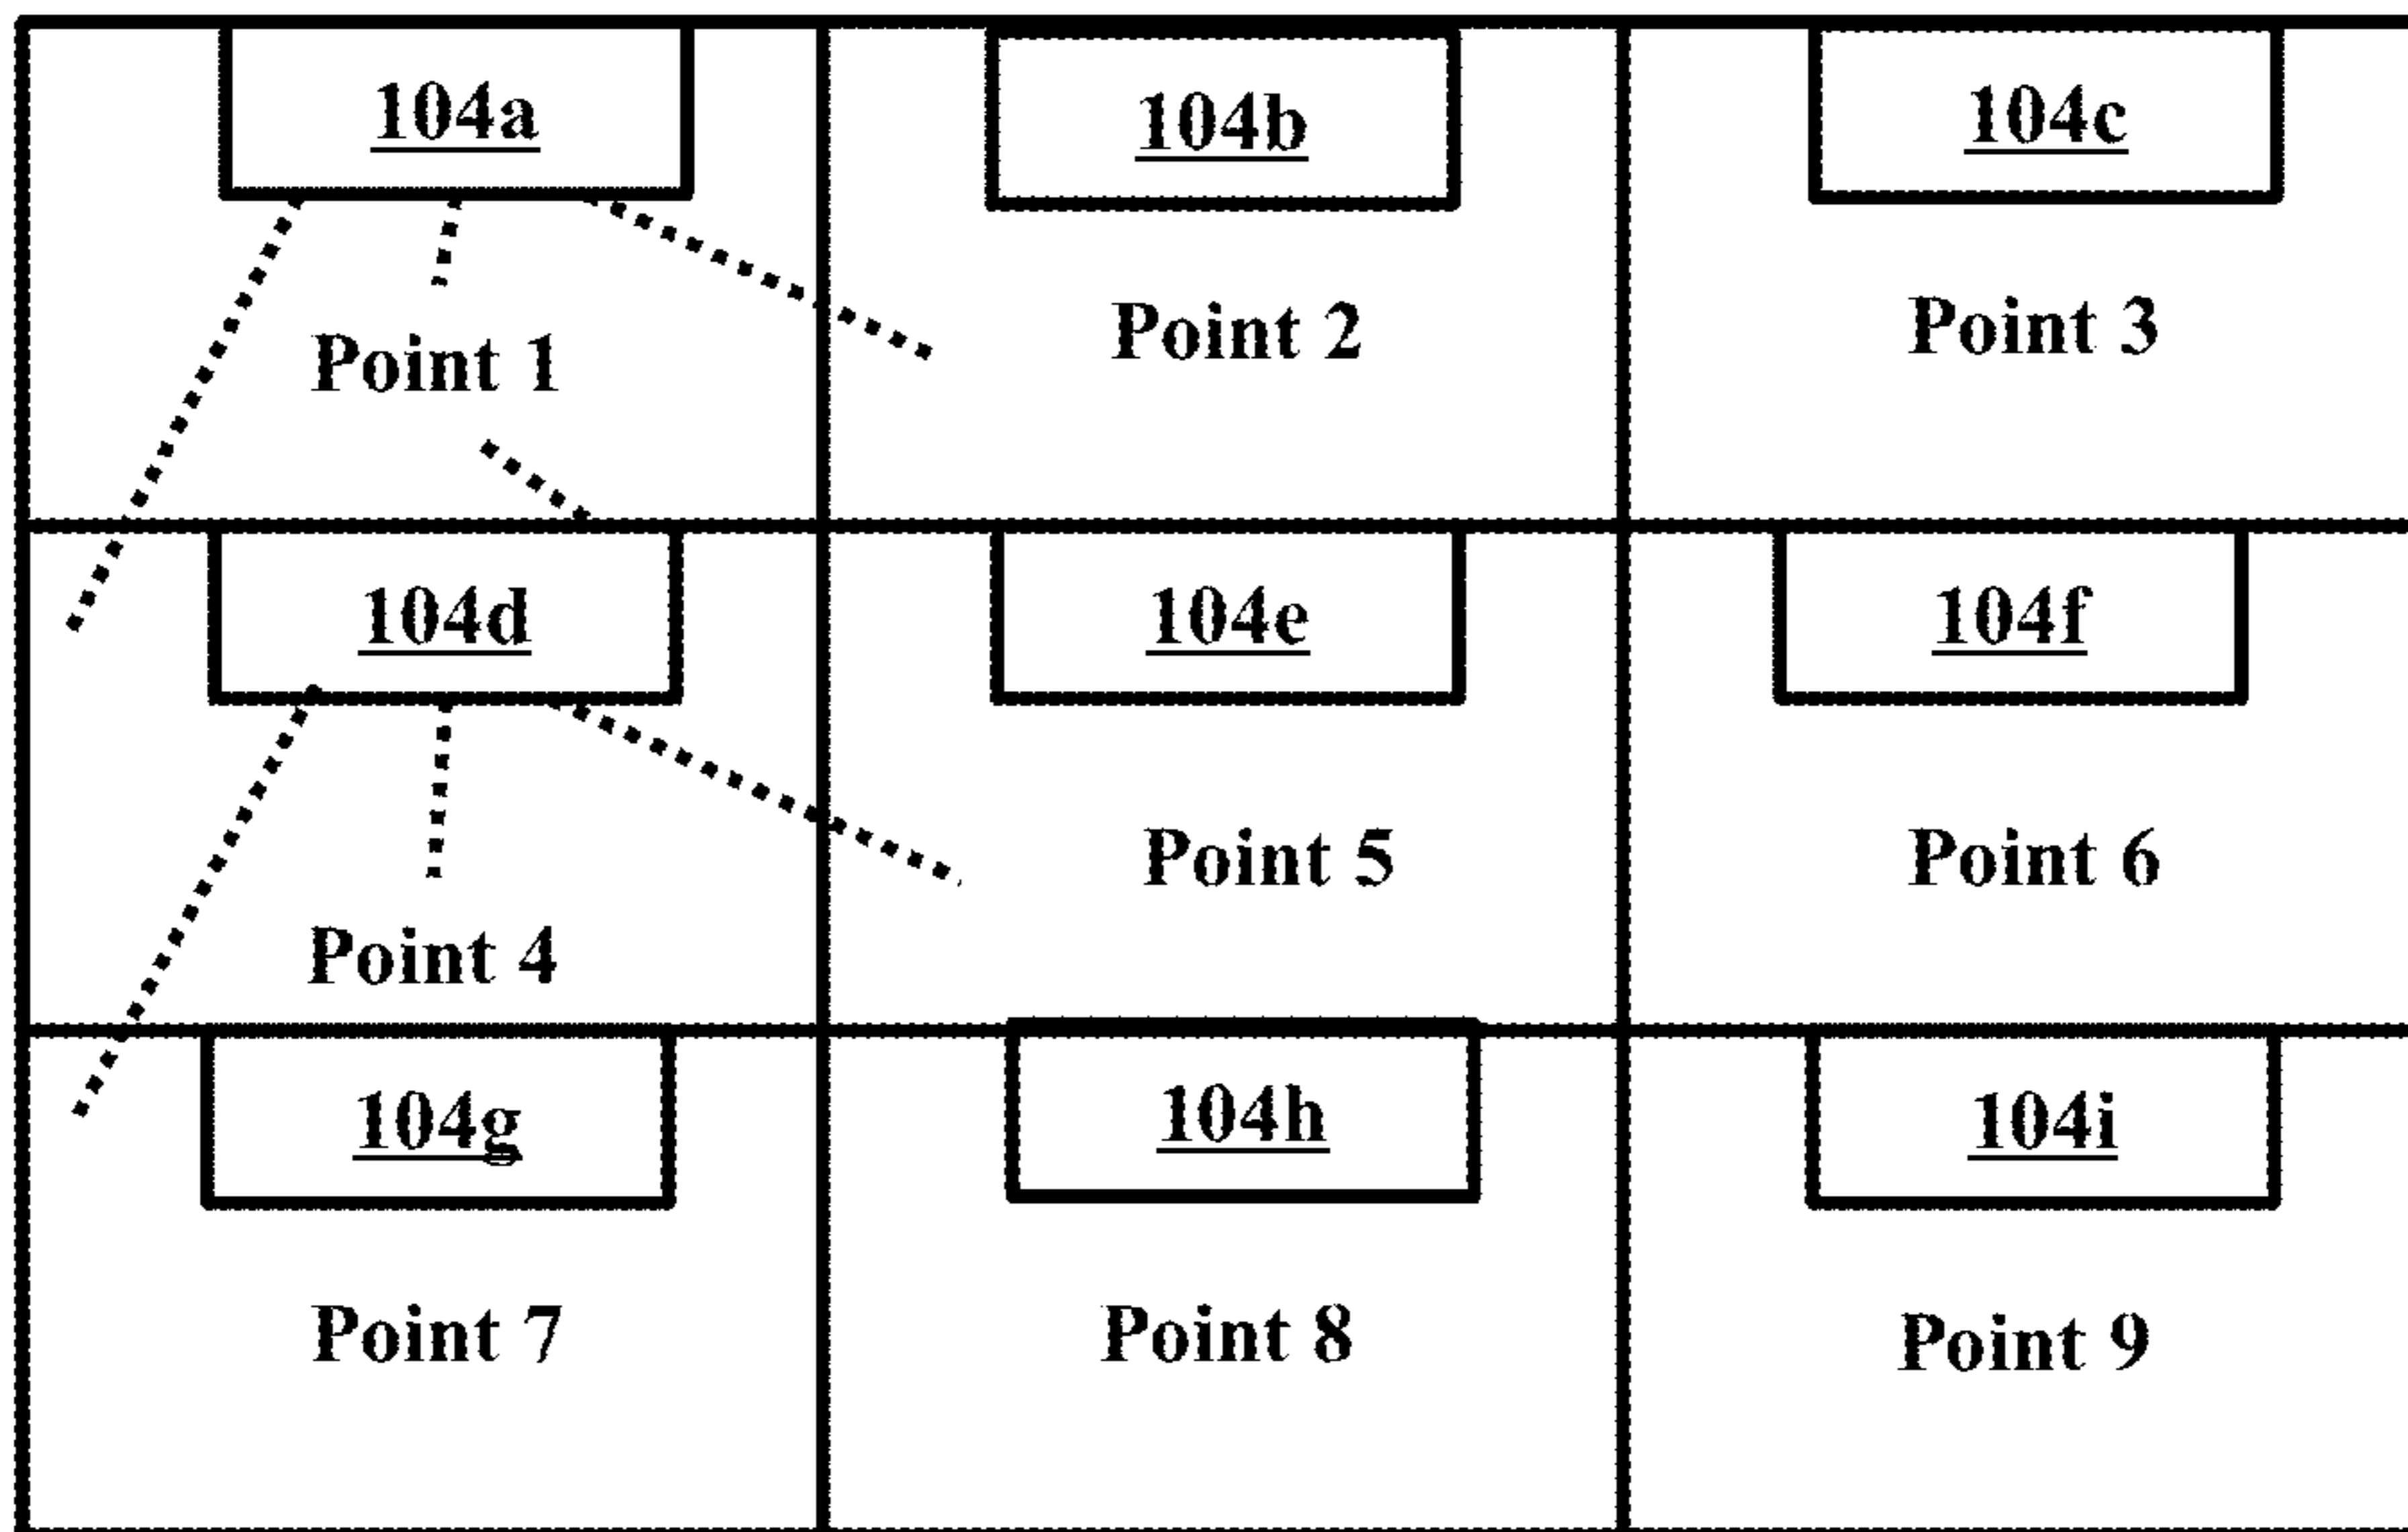 104a
104b
104c
Point 1
Point 2
Point 3
104d
104e
104f
Point 4
Point 5
Point 6
104g
104h
104i
Point 7
Point 8
Point 9